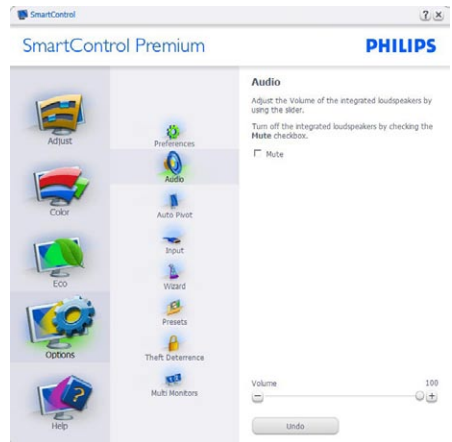 SmartControl
SmartControl Premium
PHILIPS
Adjust
Color
Eco
Options
Help
Preferences
Audio
Auto Pivot
Input
Wizard
Presets
Theft Deterrence
Multi Monitors
Audio
Adjust the Volume of the integrated loudspeakers by
using the slider.
Turn off the integrated loudspeakers by checking the
Mute checkbox.
Mute
Volume 100
Undo